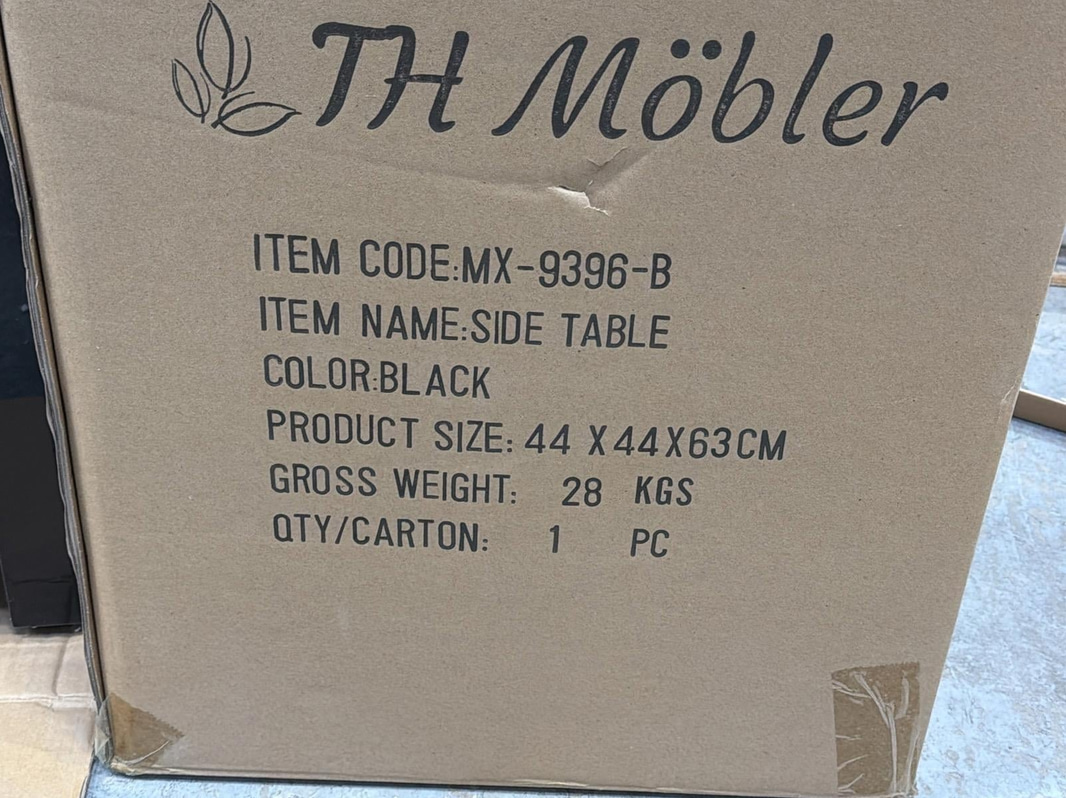 TH Möbler
ITEM CODE:MX-9396-B
ITEM NAME:SIDE TABLE
COLOR:BLACK
PRODUCT SIZE: 44 X44X63CM
GROSS WEIGHT: 28 KGS
QTY/CARTON: 1 PC